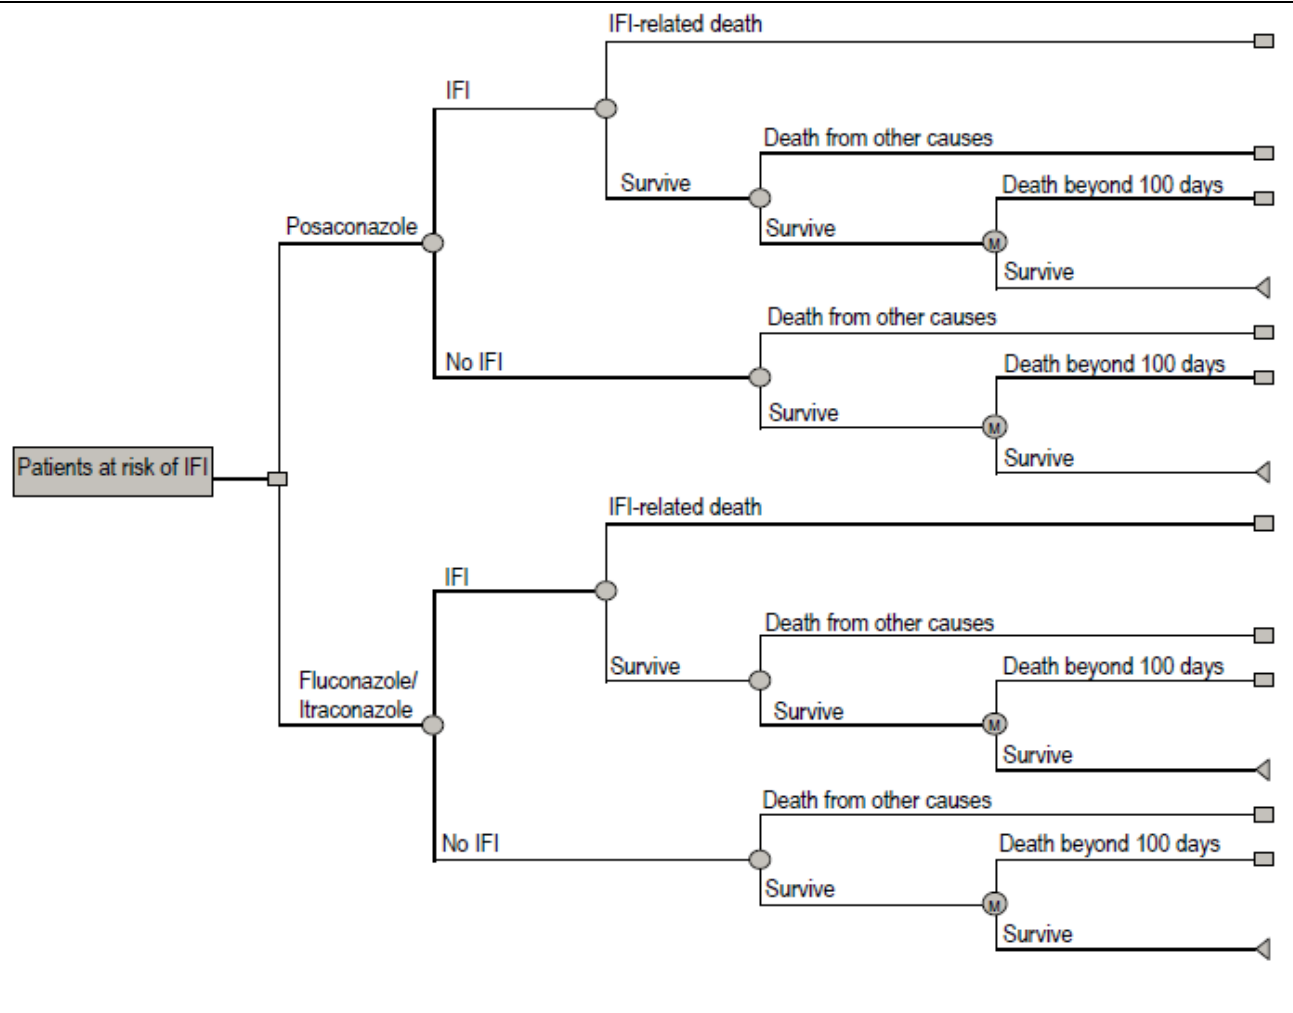 IFI-related death
IFI
Death from other causes
Survive
Death beyond 100 days
Posaconazole
Survive
M
Survive
Death from other causes
No IFI
Death beyond 100 days
Survive
M
Survive
Patients at risk of IFI
IFI-related death
IFI
Death from other causes
Survive
Death beyond 100 days
Fluconazole/
Itraconazole
Survive
M
Survive
Death from other causes
No IFI
Death beyond 100 days
Survive
M
Survive